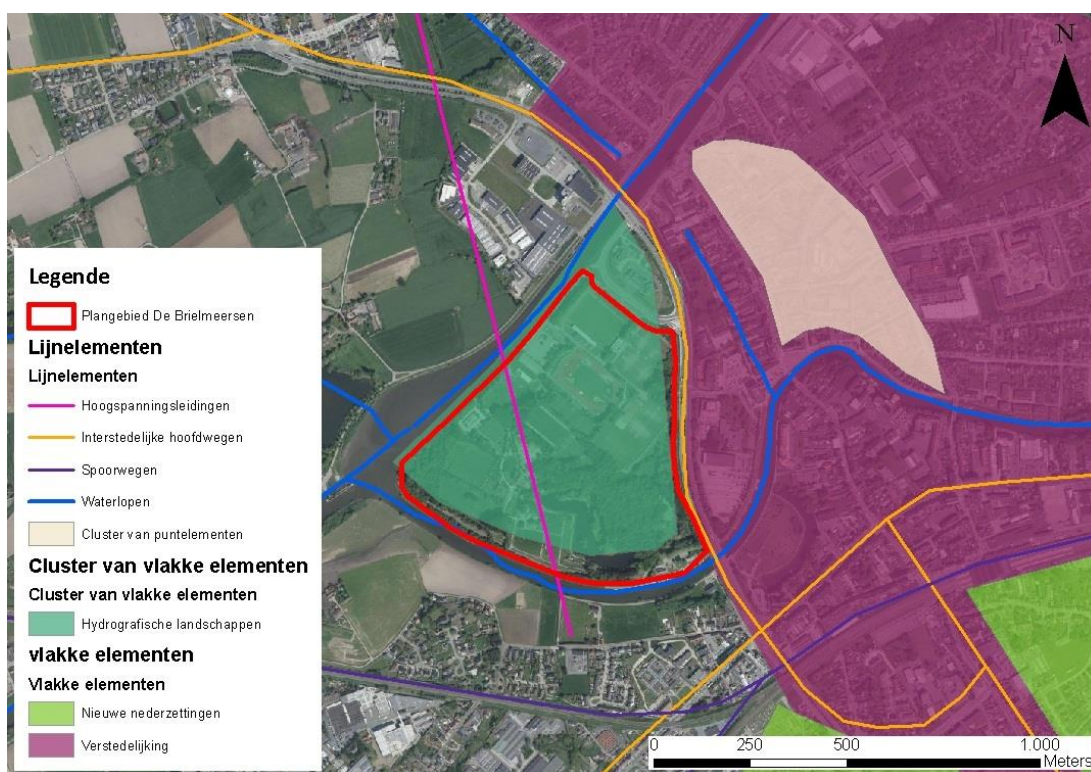 N
Legende
Plangebied De Brielmeersen
Lijnelementen
Lijnelementen
Hoogspanningsleidingen
Interstedelijke hoofdwegen
Spoorwegen
Waterlopen
Cluster van puntelementen
Cluster van vlakke elementen
Cluster van vlakke elementen
Hydrografische landschappen
vlakke elementen
Vlakke elementen
Nieuwe nederzettingen
Verstedelijking
0 250 500 1.000
Meters